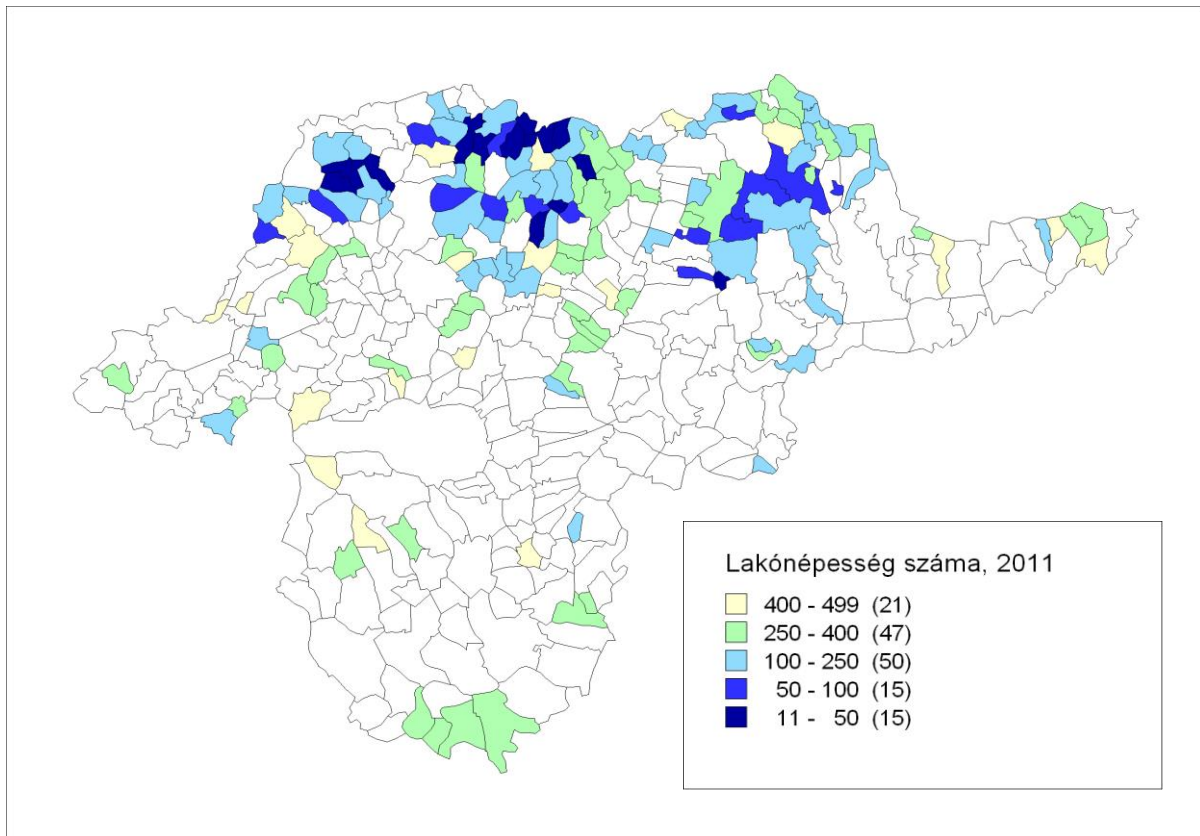 Lakónépesség száma, 2011
400 - 499 (21)
250 - 400 (47)
100 - 250 (50)
50 - 100 (15)
11 - 50 (15)